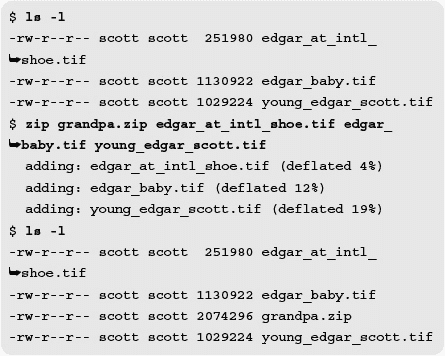 $ ls -l
-rw-r--r-- scott scott  251980 edgar_at_intl_
➥shoe.tif
-rw-r--r-- scott scott 1130922 edgar_baby.tif
-rw-r--r-- scott scott 1029224 young_edgar_scott.tif
$ zip grandpa.zip edgar_at_intl_shoe.tif edgar_
➥baby.tif young_edgar_scott.tif
  adding: edgar_at_intl_shoe.tif (deflated 4%)
  adding: edgar_baby.tif (deflated 12%)
  adding: young_edgar_scott.tif (deflated 19%)
$ ls -l
-rw-r--r-- scott scott  251980 edgar_at_intl_
➥shoe.tif
-rw-r--r-- scott scott 1130922 edgar_baby.tif
-rw-r--r-- scott scott 2074296 grandpa.zip
-rw-r--r-- scott scott 1029224 young_edgar_scott.tif